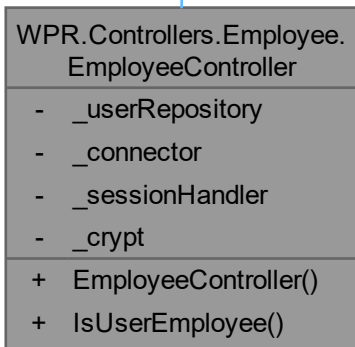 WPR.Controllers.Employee.
EmployeeController
- _userRepository
- _connector
- _sessionHandler
- _crypt
+ EmployeeController()
+ IsUserEmployee()